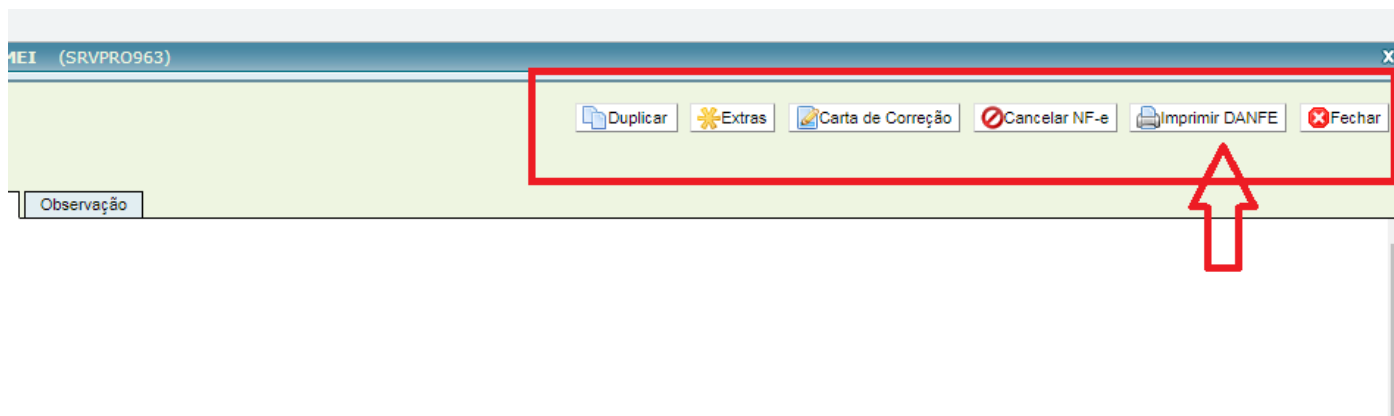 MEI (SRVPRO963) X
Duplicar Extras Carta de Correção Cancelar NF-e Imprimir DANFE Fechar
Observação